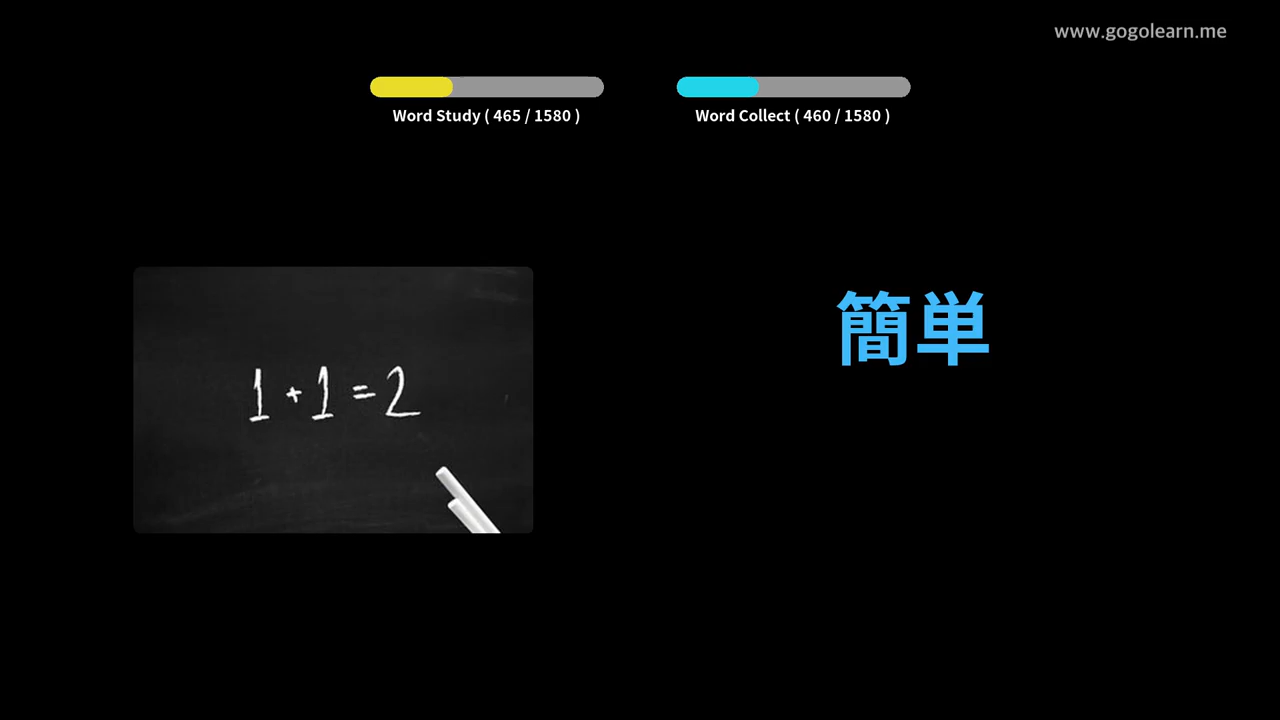 www.gogolearn.me
Word Study ( 465 / 1580 )
Word Collect ( 460 / 1580 )
1 + 1 = 2
簡単